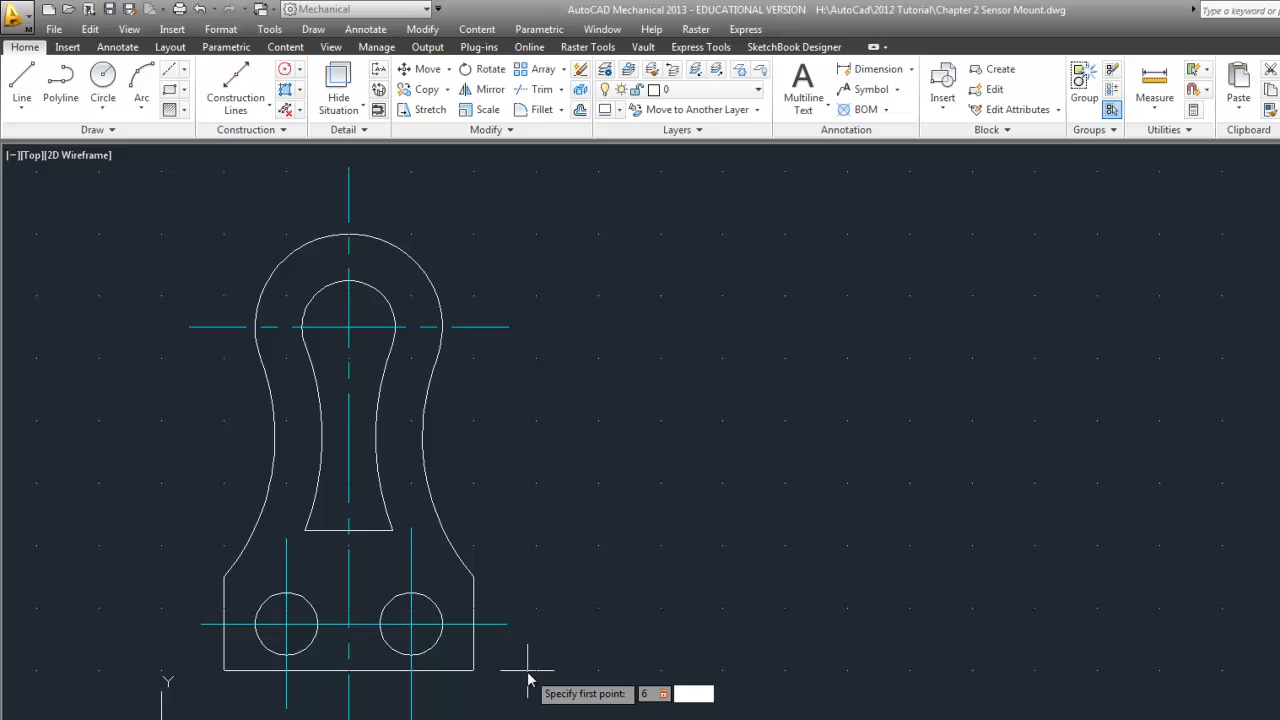 Mechanical
AutoCAD Mechanical 2013 - EDUCATIONAL VERSION H:\AutoCad\2012 Tutorial\Chapter 2 Sensor Mount.dwg
Type a keyword or
File Edit View Insert Format Tools Draw Annotate Modify Content Parametric Window Help Raster Express
Home Insert Annotate Layout Parametric Content View Manage Output Plug-ins Online Raster Tools Vault Express Tools SketchBook Designer
Line Polyline Circle Arc
Construction Lines
Hide Situation
Move Rotate Array
Copy Mirror Trim
Stretch Scale Fillet
0
Move to Another Layer
Multiline Text
Dimension
Symbol
BOM
Insert
Create
Edit
Edit Attributes
Group
Measure
Paste
Draw Construction Detail Modify Layers Annotation Block Groups Utilities Clipboard
[−][Top][2D Wireframe]
Y
Specify first point: 6